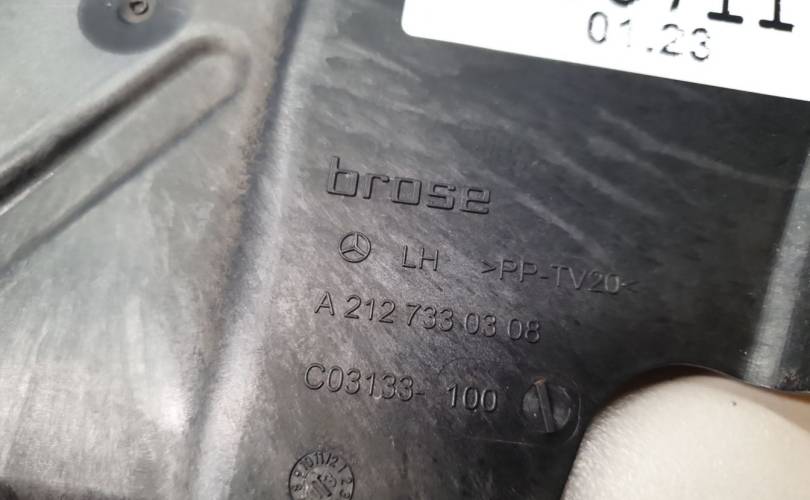 01.23
brose
LH >PP-TV20<
A 212 733 03 08
C03133- 100